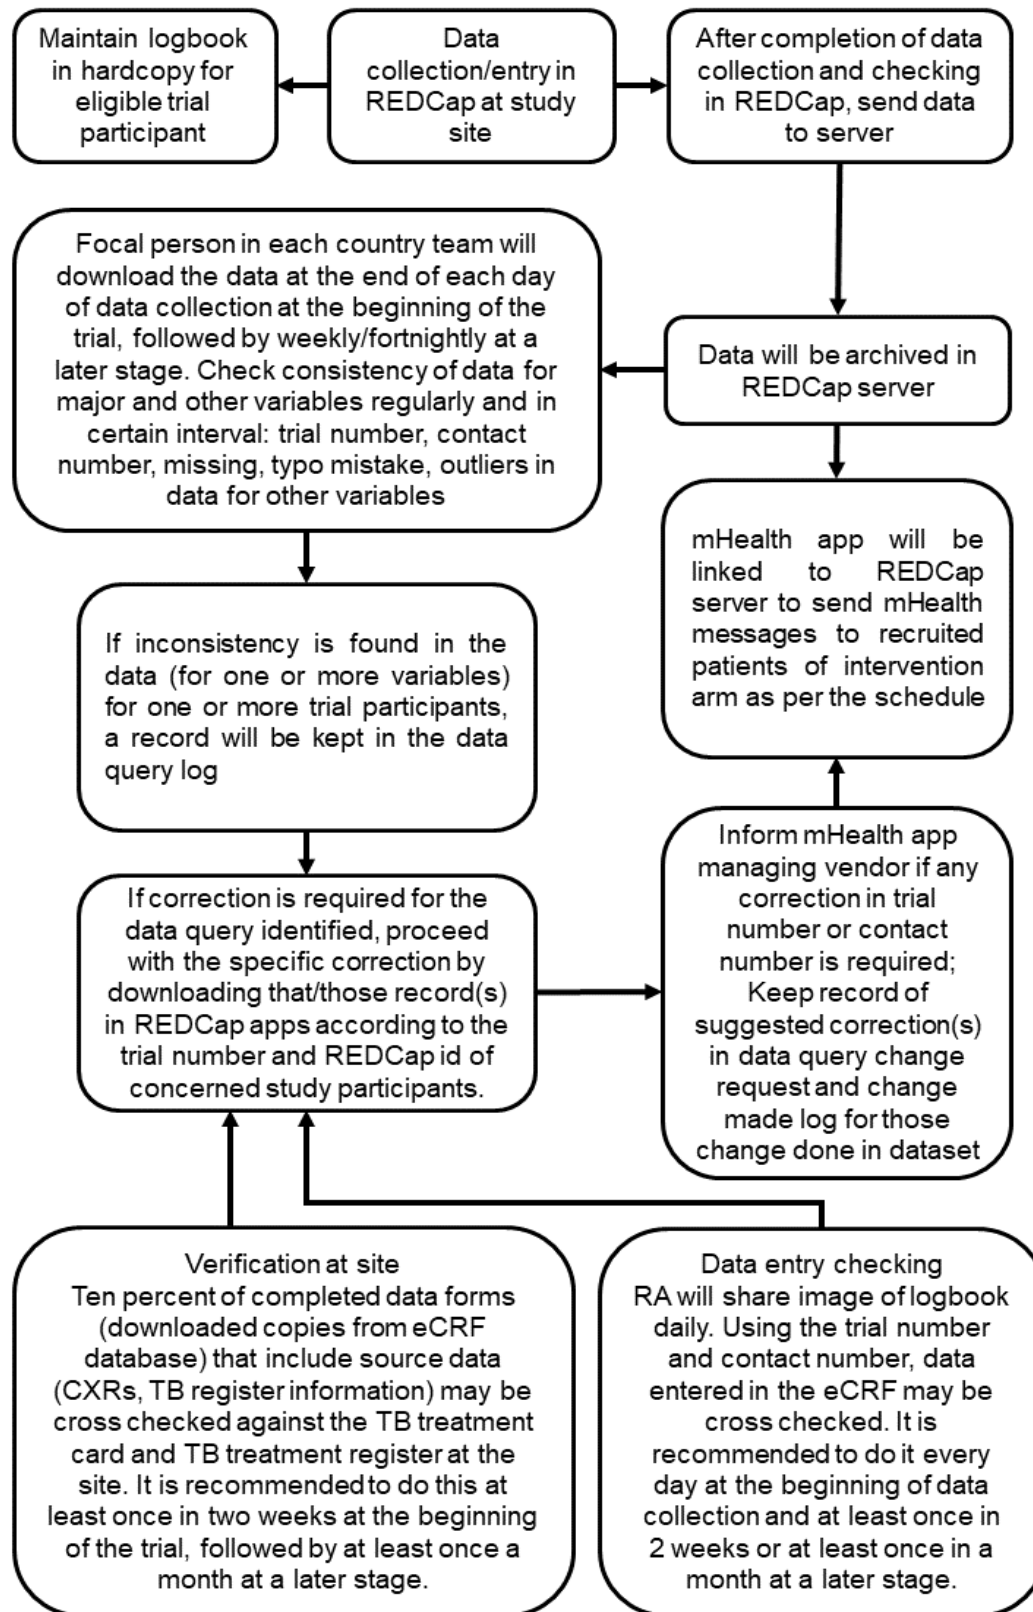 Maintain logbook
in hardcopy for
eligible trial
participant
Data
collection/entry in
REDCap at study
site
After completion of data
collection and checking
in REDCap, send data
to server
Focal person in each country team will
download the data at the end of each day
of data collection at the beginning of the
trial, followed by weekly/fortnightly at a
later stage. Check consistency of data for
major and other variables regularly and in
certain interval: trial number, contact
number, missing, typo mistake, outliers in
data for other variables
Data will be archived in
REDCap server
mHealth app will be
linked to REDCap
server to send mHealth
messages to recruited
patients of intervention
arm as per the schedule
If inconsistency is found in the
data (for one or more variables)
for one or more trial participants,
a record will be kept in the data
query log
If correction is required for the
data query identified, proceed
with the specific correction by
downloading that/those record(s)
in REDCap apps according to the
trial number and REDCap id of
concerned study participants.
Inform mHealth app
managing vendor if any
correction in trial
number or contact
number is required;
Keep record of
suggested correction(s)
in data query change
request and change
made log for those
change done in dataset
Verification at site
Ten percent of completed data forms
(downloaded copies from eCRF
database) that include source data
(CXRs, TB register information) may be
cross checked against the TB treatment
card and TB treatment register at the
site. It is recommended to do this at
least once in two weeks at the beginning
of the trial, followed by at least once a
month at a later stage.
Data entry checking
RA will share image of logbook
daily. Using the trial number
and contact number, data
entered in the eCRF may be
cross checked. It is
recommended to do it every
day at the beginning of data
collection and at least once in
2 weeks or at least once in a
month at a later stage.